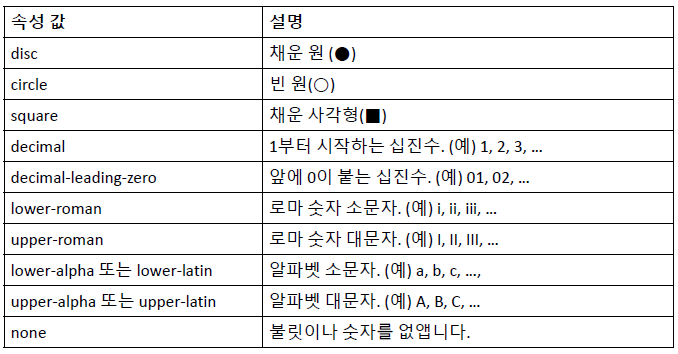 속성 값 설명
disc 채운 원 (●)
circle 빈 원(○)
square 채운 사각형(■)
decimal 1부터 시작하는 십진수. (예) 1, 2, 3, …
decimal-leading-zero 앞에 0이 붙는 십진수. (예) 01, 02, …
lower-roman 로마 숫자 소문자. (예) i, ii, iii, …
upper-roman 로마 숫자 대문자. (예) I, II, III, …
lower-alpha 또는 lower-latin 알파벳 소문자. (예) a, b, c, …,
upper-alpha 또는 upper-latin 알파벳 대문자. (예) A, B, C, …
none 불릿이나 숫자를 없앱니다.